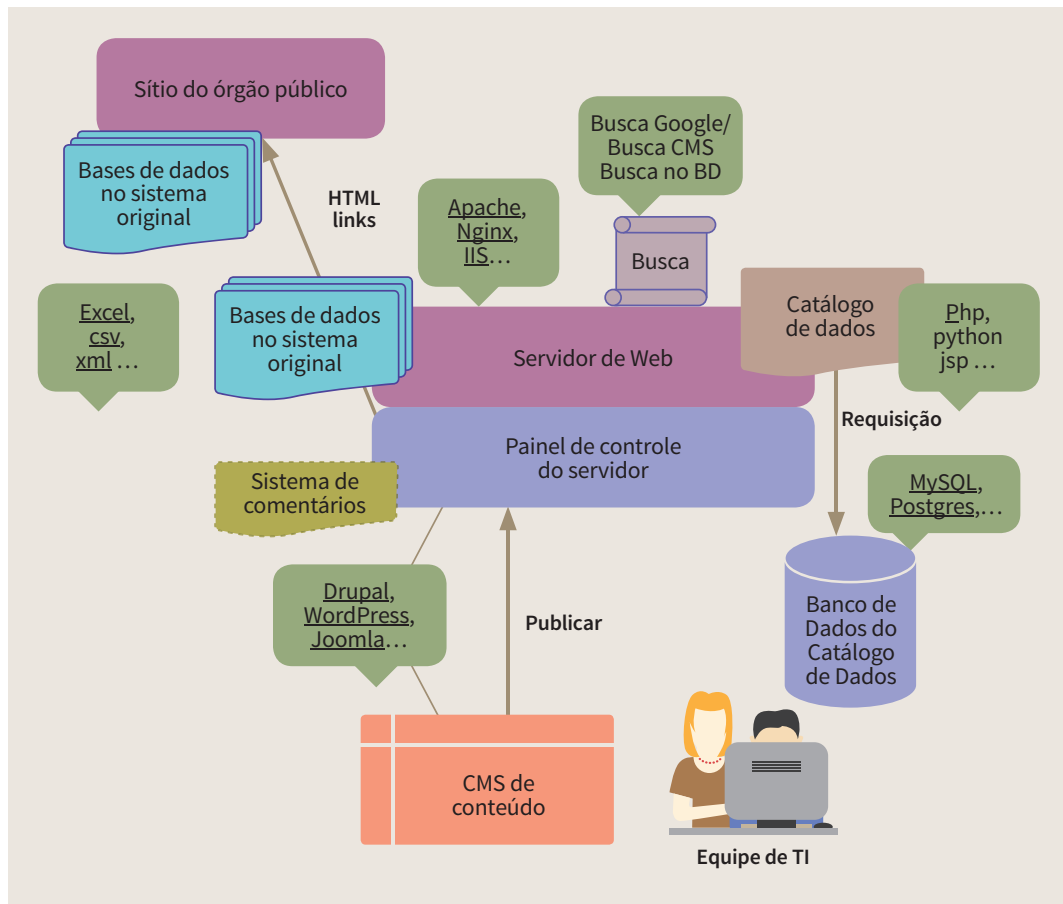 Sítio do órgão público
Bases de dados
no sistema
original
HTML
links
Apache,
Nginx,
IIS…
Busca Google/
Busca CMS
Busca no BD
Busca
Excel,
csv,
xml …
Bases de dados
no sistema
original
Servidor de Web
Catálogo
de dados
Php,
python
jsp …
Requisição
Painel de controle
do servidor
Sistema de
comentários
MySQL,
Postgres,…
Drupal,
WordPress,
Joomla…
Publicar
Banco de
Dados do
Catálogo
de Dados
CMS de
conteúdo
Equipe de TI